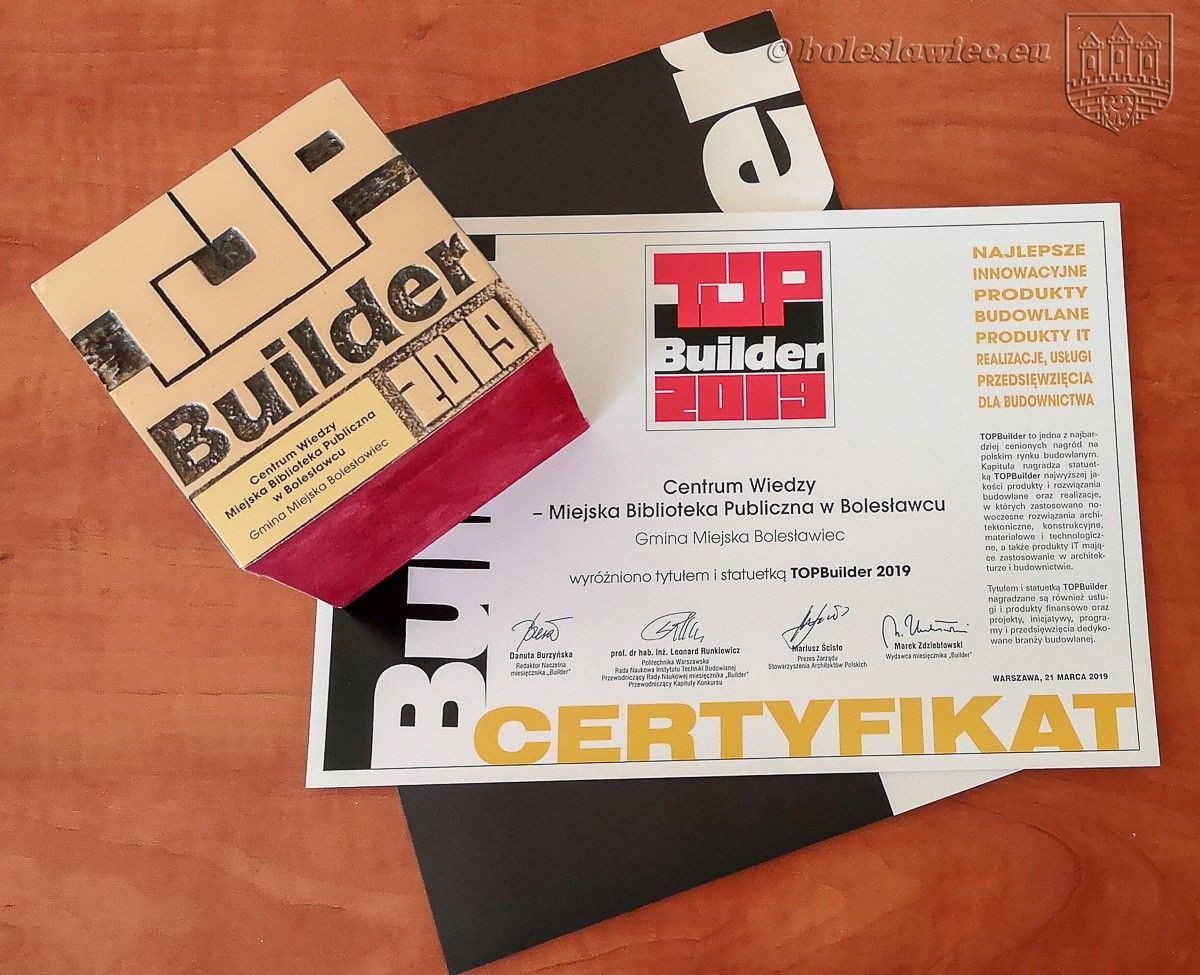 ©boleslawiec.eu
er
TOP
Builder
2019
Centrum Wiedzy
Miejska Biblioteka Publiczna
w Bolesławcu
Gmina Miejska Bolesławiec
TOP
Builder
2019
NAJLEPSZE
INNOWACYJNE
PRODUKTY
BUDOWLANE
PRODUKTY IT
REALIZACJE, USŁUGI
PRZEDSIĘWZIĘCIA
DLA BUDOWNICTWA
TOPBuilder to jedna z najbar-
dziej cenionych nagród na
polskim rynku budowlanym.
Kapituła nagradza statuet-
ką TOPBuilder najwyższej ja-
kości produkty i rozwiązania
budowlane oraz realizacje,
w których zastosowano no-
woczesne rozwiązania archi-
tektoniczne, konstrukcyjne,
materiałowe i technologicz-
ne, a także produkty IT mają-
ce zastosowanie w architek-
turze i budownictwie.
Tytułem i statuetką TOPBuilder
nagradzane są również usłu-
gi i produkty finansowe oraz
projekty, inicjatywy, progra-
my i przedsięwzięcia dedyko-
wane branży budowlanej.
Centrum Wiedzy
– Miejska Biblioteka Publiczna w Bolesławcu
Gmina Miejska Bolesławiec
wyróżniono tytułem i statuetką TOPBuilder 2019
Danuta Burzyńska
Redaktor Naczelna
miesięcznika „Builder"
prof. dr hab. inż. Leonard Runkiewicz
Politechnika Warszawska
Rada Naukowa Instytutu Techniki Budowlanej
Przewodniczący Rady Naukowej miesięcznika „Builder"
Przewodniczący Kapituły Konkursu
Mariusz Ścisło
Prezes Zarządu
Stowarzyszenia Architektów Polskich
Marek Zdziebłowski
Wydawca miesięcznika „Builder"
WARSZAWA, 21 MARCA 2019
Bui
CERTYFIKAT